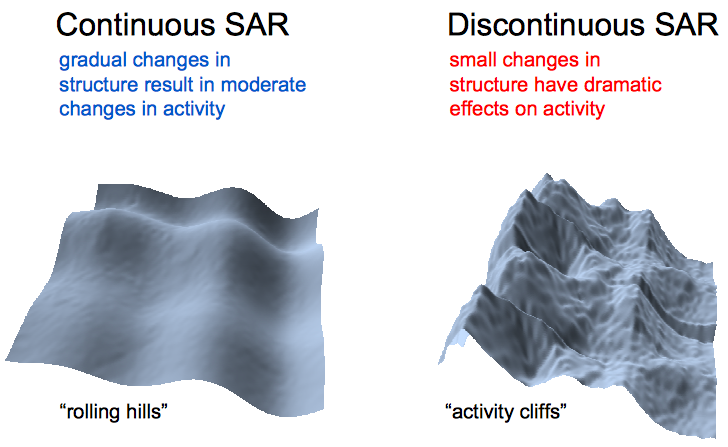 Continuous SAR
gradual changes in
structure result in moderate
changes in activity
“rolling hills”
Discontinuous SAR
small changes in
structure have dramatic
effects on activity
“activity cliffs”